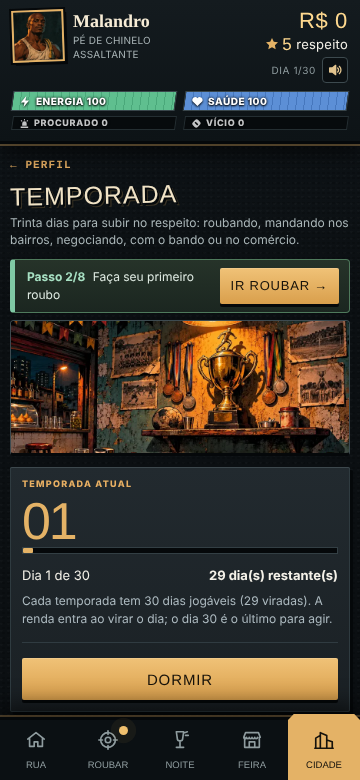 Malandro
PÉ DE CHINELO
ASSALTANTE
R$ 0
5 respeito
DIA 1/30
ENERGIA 100
SAÚDE 100
PROCURADO 0
VÍCIO 0
← PERFIL
TEMPORADA
Trinta dias para subir no respeito: roubando, mandando nos
bairros, negociando, com o bando ou no comércio.
Passo 2/8 Faça seu primeiro
roubo
IR ROUBAR →
TEMPORADA ATUAL
01
Dia 1 de 30
29 dia(s) restante(s)
Cada temporada tem 30 dias jogáveis (29 viradas). A
renda entra ao virar o dia; o dia 30 é o último para agir.
DORMIR
RUA
ROUBAR
NOITE
FEIRA
CIDADE